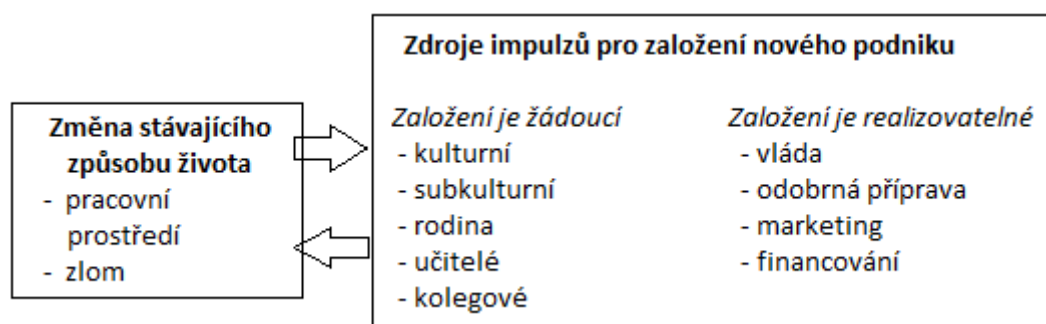 Změna stávajícího
způsobu života
- pracovní
prostředí
- zlom
Zdroje impulzů pro založení nového podniku
Založení je žádoucí
- kulturní
- subkulturní
- rodina
- učitelé
- kolegové
Založení je realizovatelné
- vláda
- odobrná příprava
- marketing
- financování